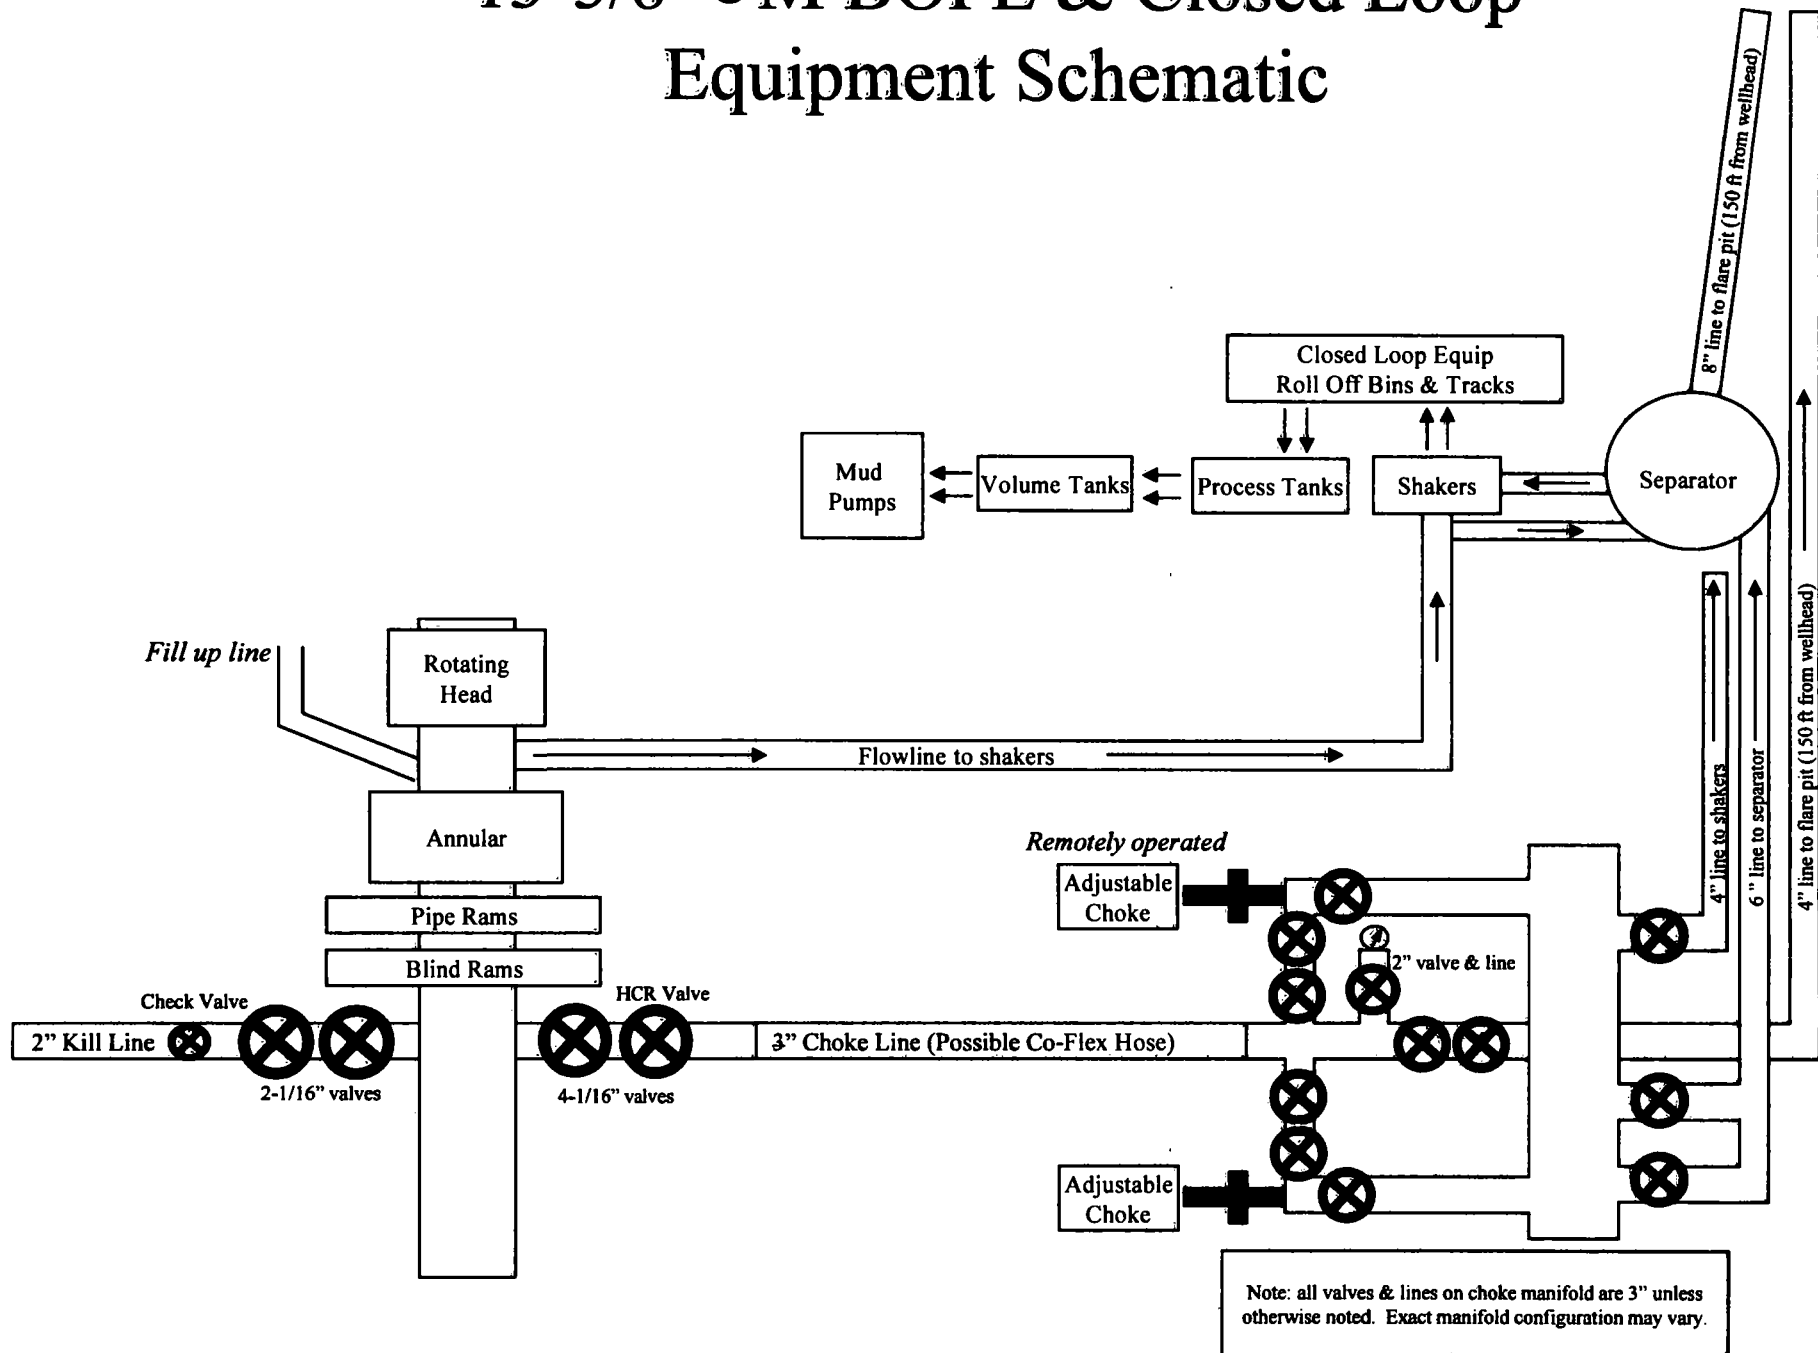 BOPE & Closed Loop
Equipment Schematic
8" line to flare pit (150 ft from wellhead)
Closed Loop Equip
Roll Off Bins & Tracks
Mud
Pumps
Volume Tanks
Process Tanks
Shakers
Separator
Fill up line
Rotating
Head
Flowline to shakers
Annular
Pipe Rams
Blind Rams
Check Valve
HCR Valve
2" Kill Line
3" Choke Line (Possible Co-Flex Hose)
2-1/16" valves
4-1/16" valves
Remotely operated
Adjustable
Choke
2" valve & line
4" line to shakers
6" line to separator
4" line to flare pit (150 ft from wellhead)
Adjustable
Choke
Note: all valves & lines on choke manifold are 3" unless
otherwise noted. Exact manifold configuration may vary.